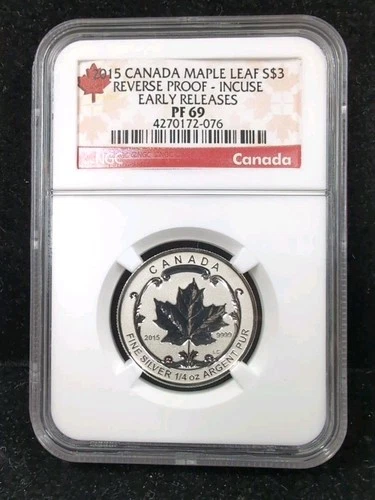 2015 CANADA MAPLE LEAF S$3
REVERSE PROOF - INCUSE
EARLY RELEASES
PF 69
4270172-076
NGC Canada
CANADA
2015 9999
FINE SILVER 1/4 oz ARGENT PUR